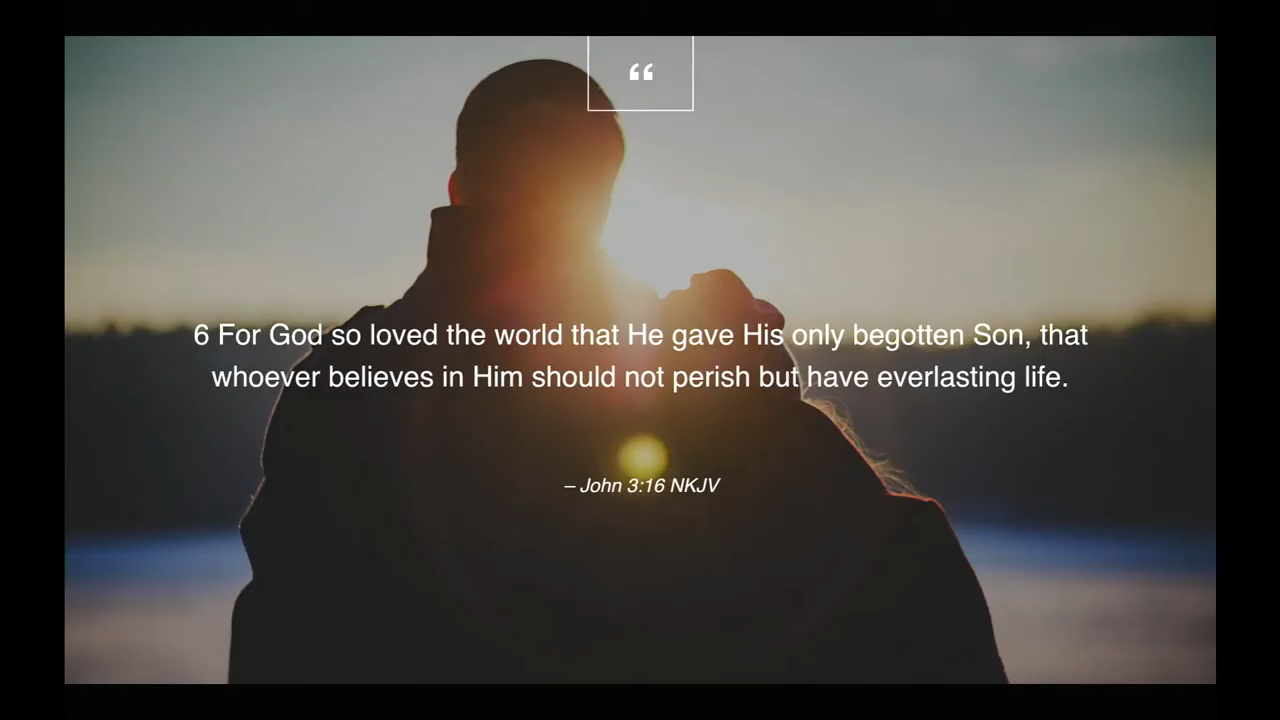 “
6 For God so loved the world that He gave His only begotten Son, that
whoever believes in Him should not perish but have everlasting life.
– John 3:16 NKJV